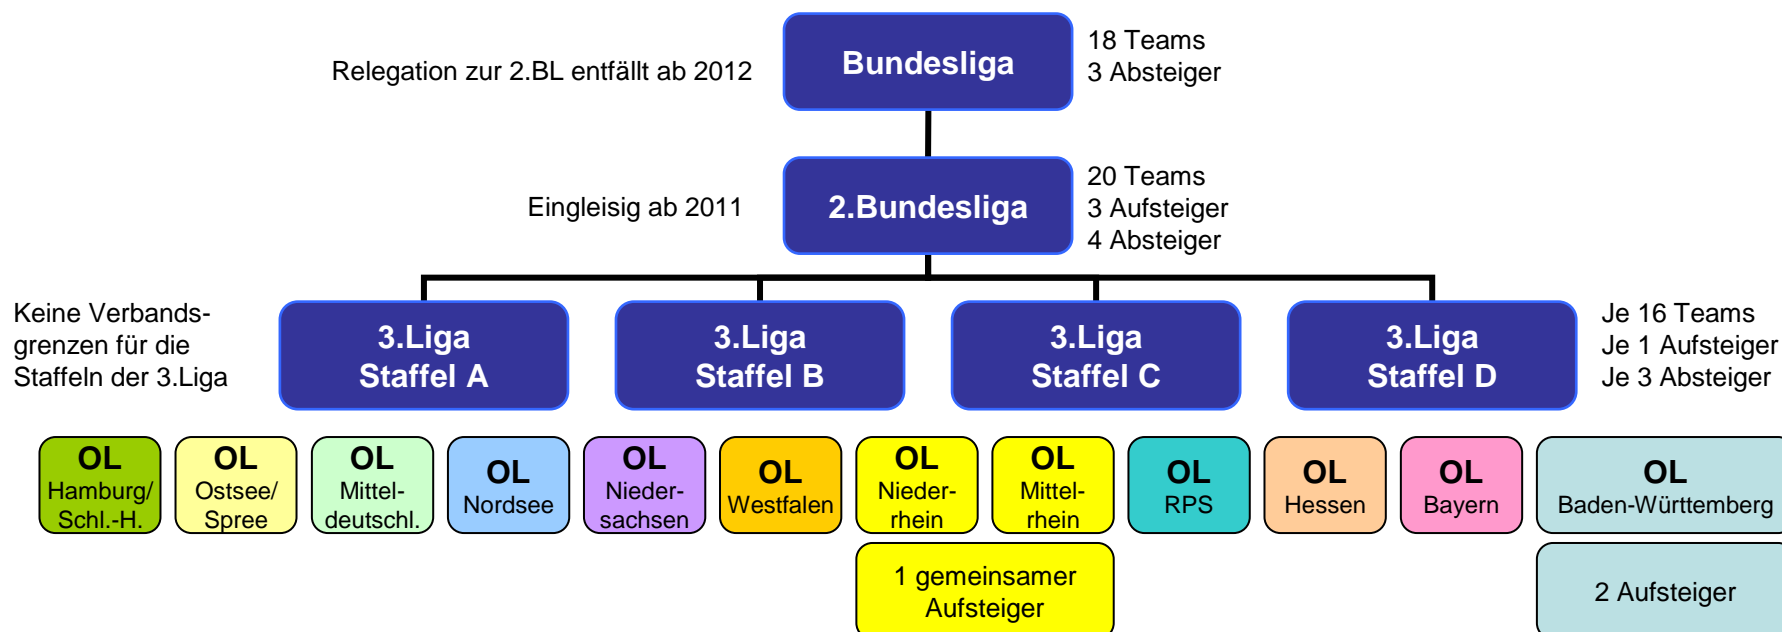 Relegation zur 2.BL entfällt ab 2012
Bundesliga
18 Teams
3 Absteiger
Eingleisig ab 2011
2.Bundesliga
20 Teams
3 Aufsteiger
4 Absteiger
Keine Verbands-
grenzen für die
Staffeln der 3.Liga
3.Liga
Staffel A
3.Liga
Staffel B
3.Liga
Staffel C
3.Liga
Staffel D
Je 16 Teams
Je 1 Aufsteiger
Je 3 Absteiger
OL
Hamburg/
Schl.-H.
OL
Ostsee/
Spree
OL
Mittel-
deutschl.
OL
Nordsee
OL
Nieder-
sachsen
OL
Westfalen
OL
Nieder-
rhein
OL
Mittel-
rhein
OL
RPS
OL
Hessen
OL
Bayern
OL
Baden-Württemberg
1 gemeinsamer
Aufsteiger
2 Aufsteiger